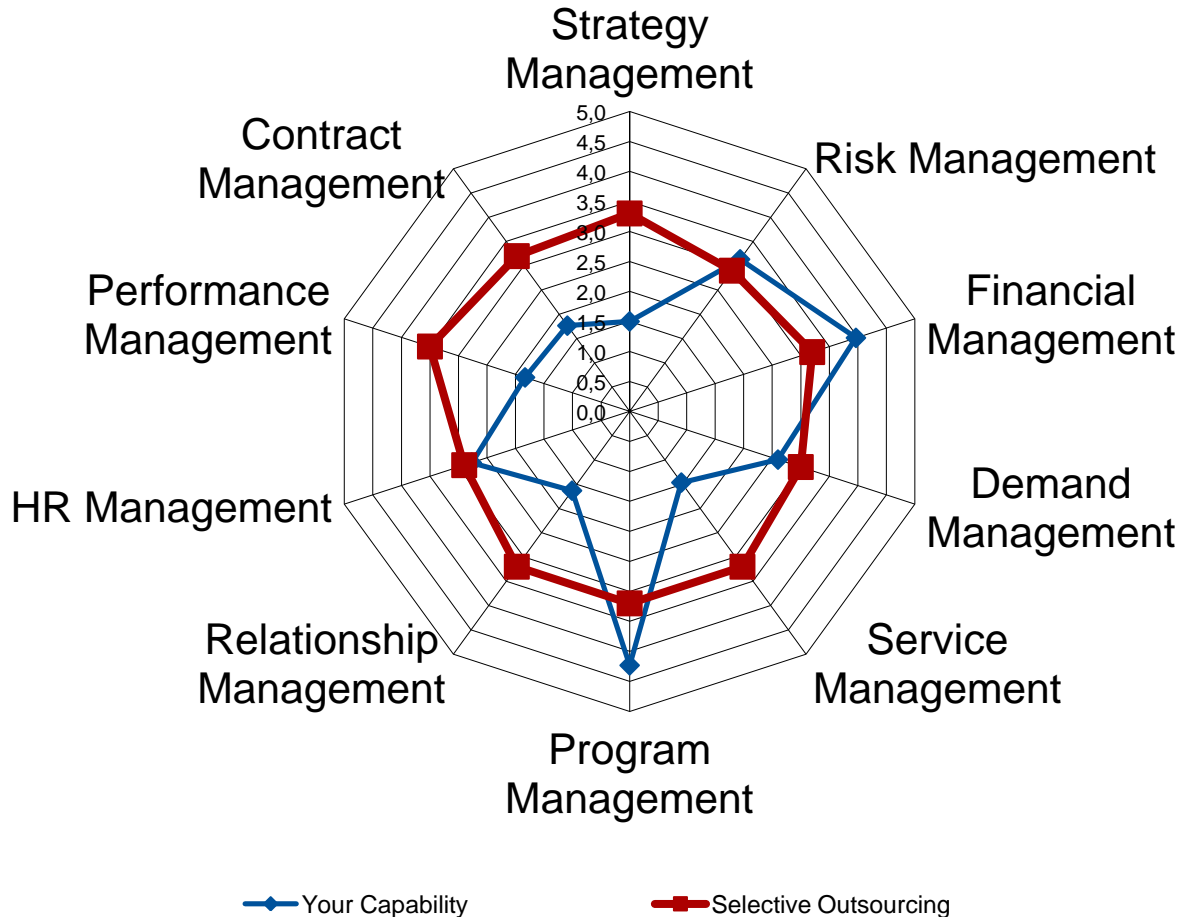 Strategy
Management
Contract
Management
Risk Management
Performance
Management
Financial
Management
HR Management
Demand
Management
Relationship
Management
Service
Management
Program
Management
5,0
4,5
4,0
3,5
3,0
2,5
2,0
1,5
1,0
0,5
0,0
Your Capability
Selective Outsourcing